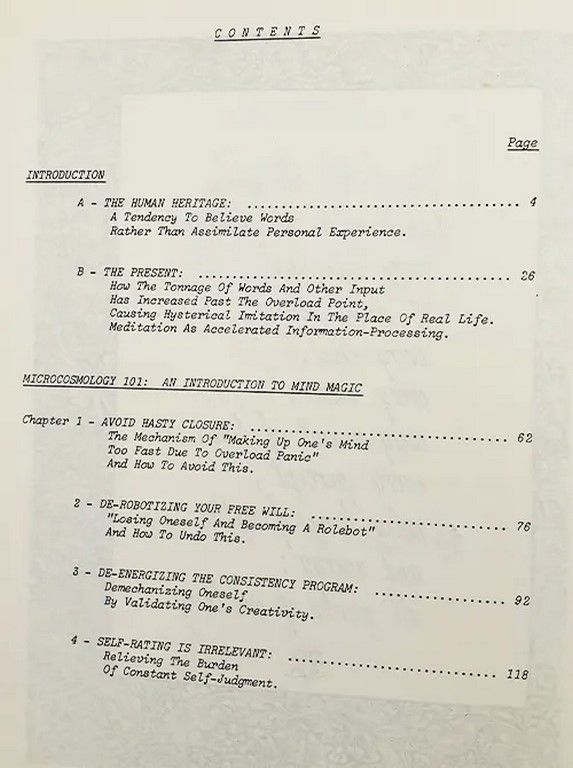 C O N T E N T S
Page
INTRODUCTION
A - THE HUMAN HERITAGE: ..................................... 4
A Tendency To Believe Words
Rather Than Assimilate Personal Experience.
B - THE PRESENT: .......................................... 26
How The Tonnage Of Words And Other Input
Has Increased Past The Overload Point,
Causing Hysterical Imitation In The Place Of Real Life.
Meditation As Accelerated Information-Processing.
MICROCOSMOLOGY 101: AN INTRODUCTION TO MIND MAGIC
Chapter 1 - AVOID HASTY CLOSURE: ................................... 62
The Mechanism Of "Making Up One's Mind
Too Fast Due To Overload Panic"
And How To Avoid This.
2 - DE-ROBOTIZING YOUR FREE WILL: ........................... 76
"Losing Oneself And Becoming A Rolebot"
And How To Undo This.
3 - DE-ENERGIZING THE CONSISTENCY PROGRAM: .................. 92
Demechanizing Oneself
By Validating One's Creativity.
4 - SELF-RATING IS IRRELEVANT: ............................. 118
Relieving The Burden
Of Constant Self-Judgment.